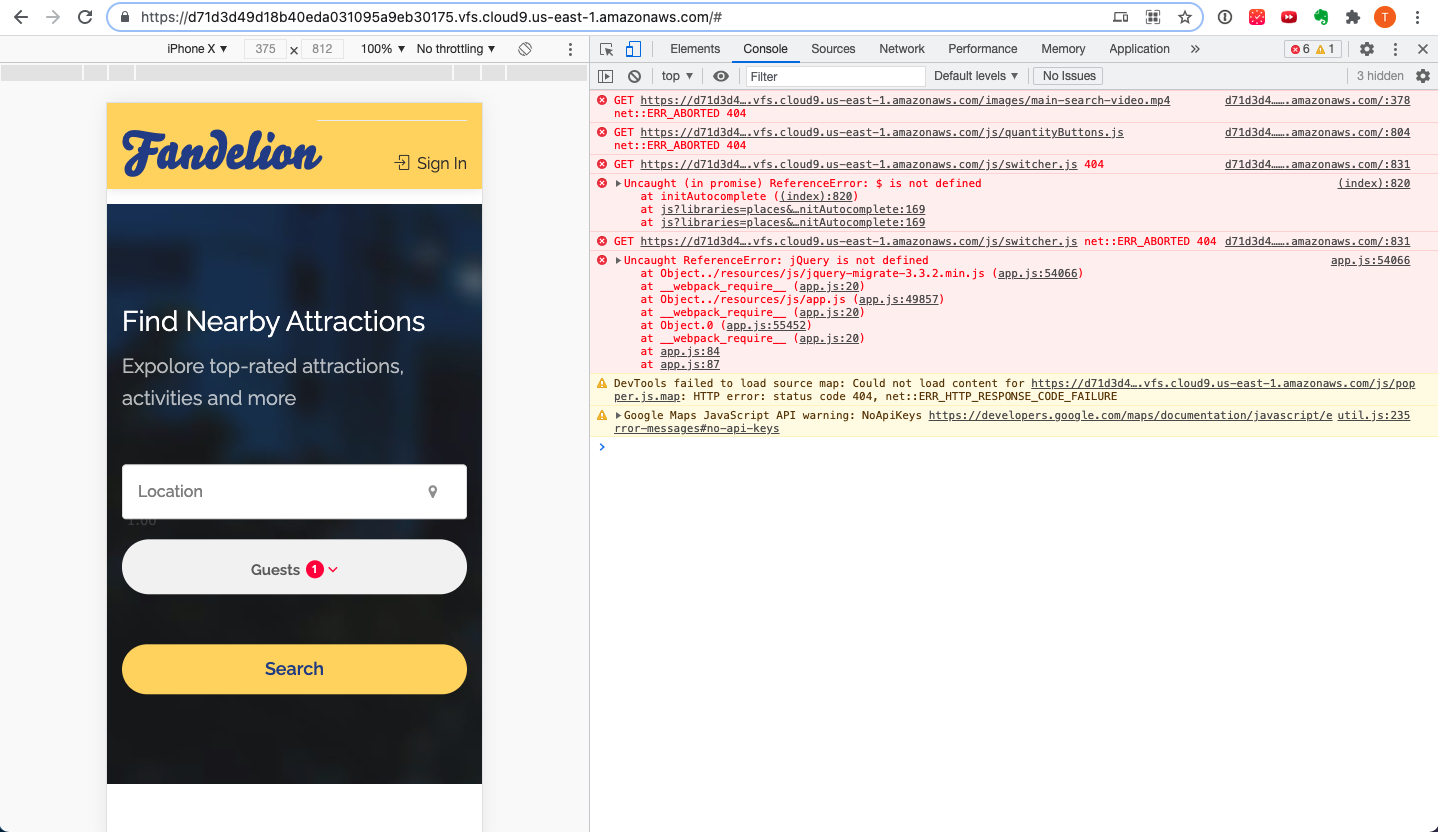 https://d71d3d49d18b40eda031095a9eb30175.vfs.cloud9.us-east-1.amazonaws.com/#
T
iPhone X ▼ 375 × 812 100% ▼ No throttling ▼
Elements Console Sources Network Performance Memory Application » 6 1
top ▼ Filter Default levels ▼ No Issues 3 hidden
Fandelion
Sign In
Find Nearby Attractions
Expolore top-rated attractions,
activities and more
Location
1.00
Guests 1
Search
GET https://d71d3d4….vfs.cloud9.us-east-1.amazonaws.com/images/main-search-video.mp4 d71d3d4…….amazonaws.com/:378
net::ERR_ABORTED 404
GET https://d71d3d4….vfs.cloud9.us-east-1.amazonaws.com/js/quantityButtons.js d71d3d4…….amazonaws.com/:804
net::ERR_ABORTED 404
GET https://d71d3d4….vfs.cloud9.us-east-1.amazonaws.com/js/switcher.js 404 d71d3d4…….amazonaws.com/:831
Uncaught (in promise) ReferenceError: $ is not defined (index):820
at initAutocomplete ((index):820)
at js?libraries=places&…nitAutocomplete:169
at js?libraries=places&…nitAutocomplete:169
GET https://d71d3d4….vfs.cloud9.us-east-1.amazonaws.com/js/switcher.js net::ERR_ABORTED 404 d71d3d4…….amazonaws.com/:831
Uncaught ReferenceError: jQuery is not defined app.js:54066
at Object../resources/js/jquery-migrate-3.3.2.min.js (app.js:54066)
at __webpack_require__ (app.js:20)
at Object../resources/js/app.js (app.js:49857)
at __webpack_require__ (app.js:20)
at Object.0 (app.js:55452)
at __webpack_require__ (app.js:20)
at app.js:84
at app.js:87
DevTools failed to load source map: Could not load content for https://d71d3d4….vfs.cloud9.us-east-1.amazonaws.com/js/pop
per.js.map: HTTP error: status code 404, net::ERR_HTTP_RESPONSE_CODE_FAILURE
Google Maps JavaScript API warning: NoApiKeys https://developers.google.com/maps/documentation/javascript/e util.js:235
rror-messages#no-api-keys